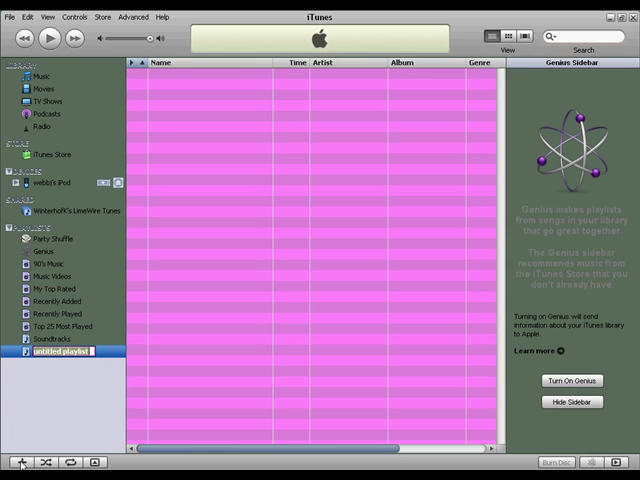 File Edit View Controls Store Advanced Help
iTunes
View
Search
LIBRARY
Music
Movies
TV Shows
Podcasts
Radio
STORE
iTunes Store
DEVICES
webbj's iPod
SHARED
Winterhofk's LimeWire Tunes
PLAYLISTS
Party Shuffle
Genius
90's Music
Music Videos
My Top Rated
Recently Added
Recently Played
Top 25 Most Played
Soundtracks
untitled playlist
Name Time Artist Album Genre
Genius Sidebar
Genius makes playlists
from songs in your library
that go great together.
The Genius sidebar
recommends music from
the iTunes Store that you
don't already have.
Turning on Genius will send
information about your iTunes library
to Apple.
Learn more
Turn On Genius
Hide Sidebar
Burn Disc